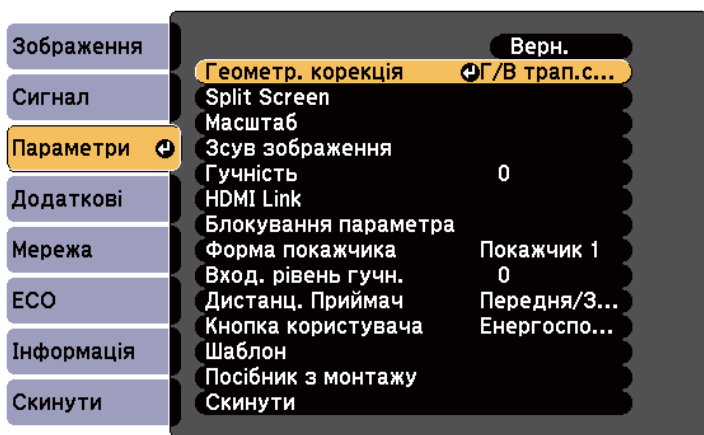 Зображення
Сигнал
Параметри
Додаткові
Мережа
ECO
Інформація
Скинути
Верн.
Геометр. корекція Г/В трап.с...
Split Screen
Масштаб
Зсув зображення
Гучність 0
HDMI Link
Блокування параметра
Форма покажчика Покажчик 1
Вход. рівень гучн. 0
Дистанц. Приймач Передня/З...
Кнопка користувача Енергоспо...
Шаблон
Посібник з монтажу
Скинути